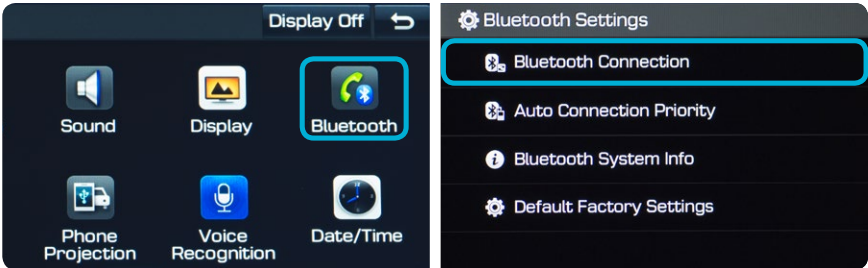 Display Off
Sound
Display
Bluetooth
Phone
Projection
Voice
Recognition
Date/Time
Bluetooth Settings
Bluetooth Connection
Auto Connection Priority
Bluetooth System Info
Default Factory Settings